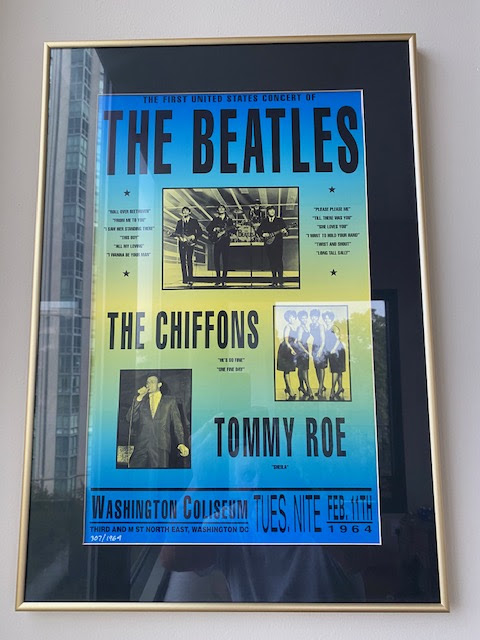 THE FIRST UNITED STATES CONCERT OF
THE BEATLES
★ ★
"ROLL OVER BEETHOVEN"
"FROM ME TO YOU"
"I SAW HER STANDING THERE"
"THIS BOY"
"ALL MY LOVING"
"I WANNA BE YOUR MAN"
★
"PLEASE PLEASE ME"
"TILL THERE WAS YOU"
"SHE LOVES YOU"
"I WANT TO HOLD YOUR HAND"
"TWIST AND SHOUT"
"LONG TALL SALLY"
★
THE CHIFFONS
"HE'S SO FINE"
"ONE FINE DAY"
TOMMY ROE
"SHEILA"
WASHINGTON COLISEUM
THIRD AND M ST NORTH EAST, WASHINGTON DC
TUES. NITE
FEB. 11TH
1964
307/1964